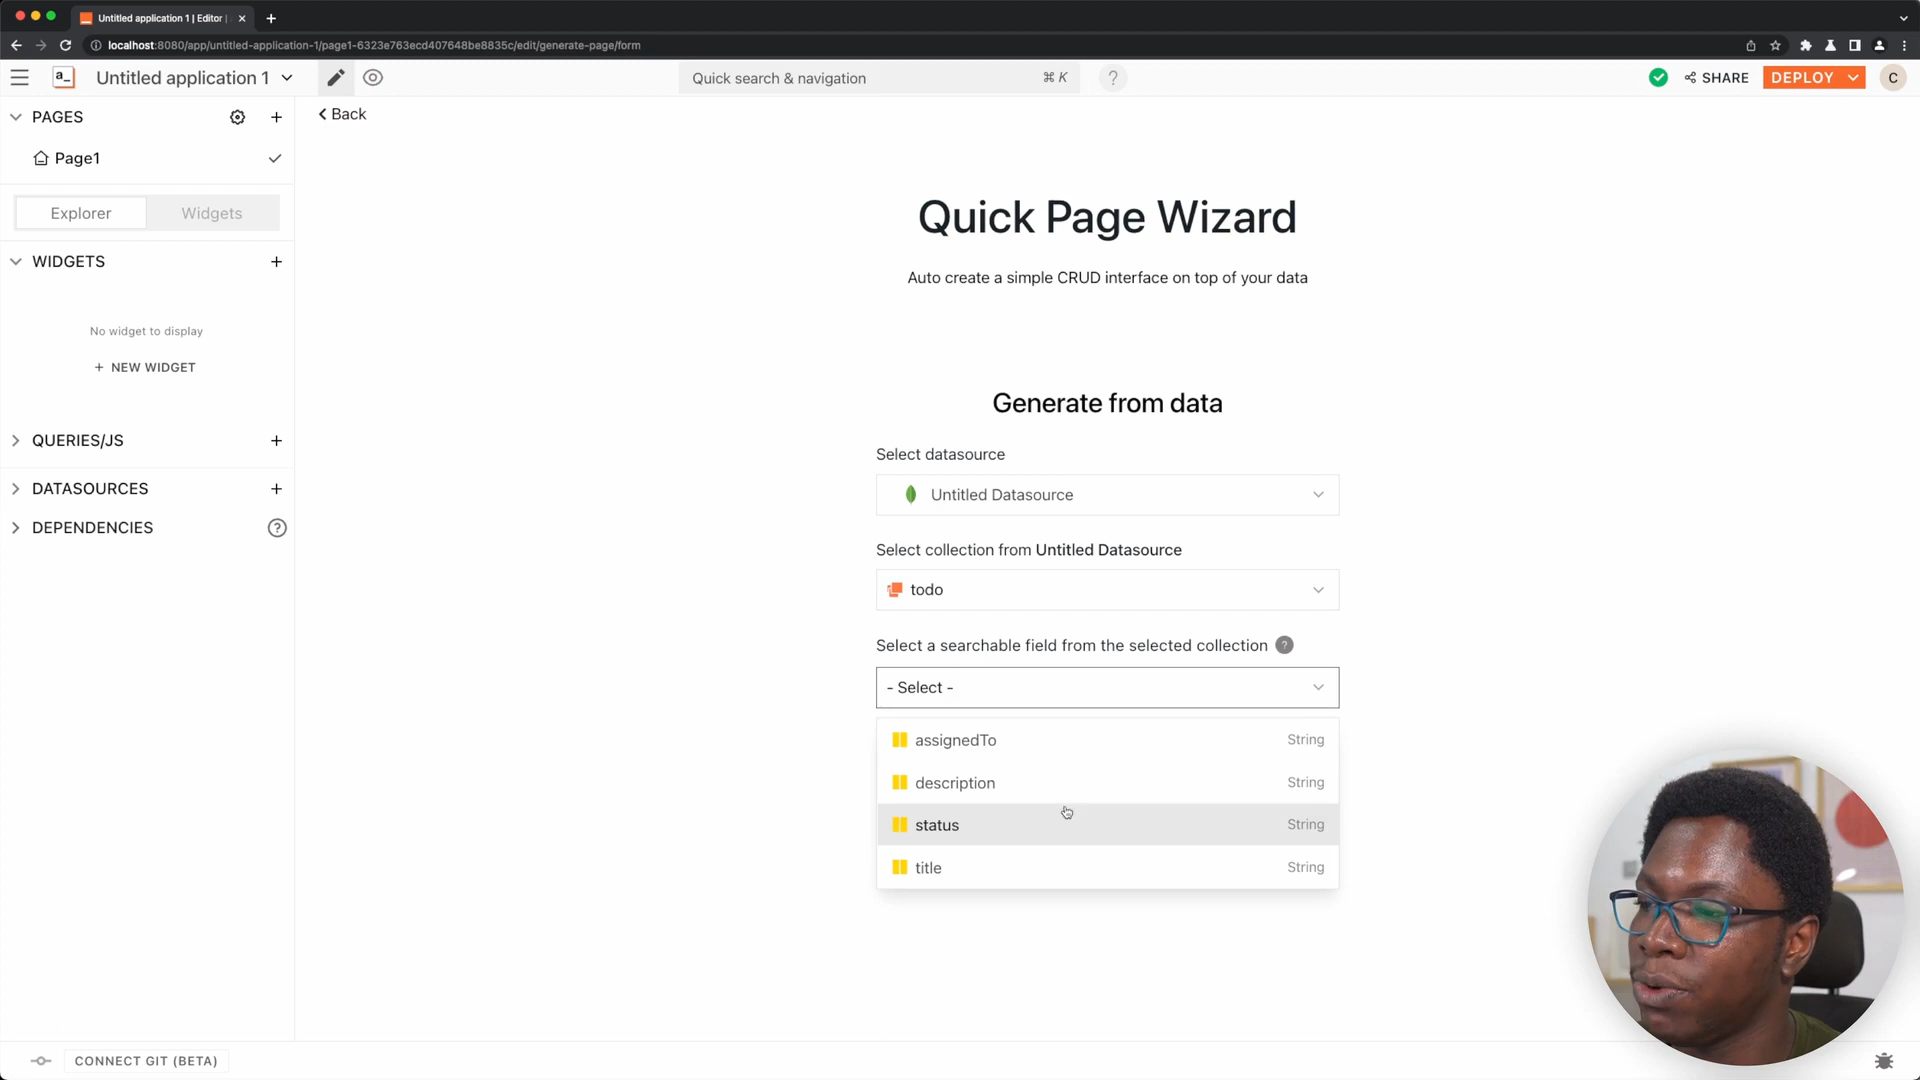 Untitled application 1 | Editor |
localhost:8080/app/untitled-application-1/page1-6323e763ecd407648be8835c/edit/generate-page/form
a_
Untitled application 1
Quick search & navigation
⌘ K
?
SHARE
DEPLOY
C
PAGES
Back
Page1
Quick Page Wizard
Explorer
Widgets
WIDGETS
Auto create a simple CRUD interface on top of your data
No widget to display
+ NEW WIDGET
Generate from data
QUERIES/JS
Select datasource
DATASOURCES
Untitled Datasource
DEPENDENCIES
?
Select collection from Untitled Datasource
todo
Select a searchable field from the selected collection ?
- Select -
assignedTo
String
description
String
status
String
title
String
CONNECT GIT (BETA)